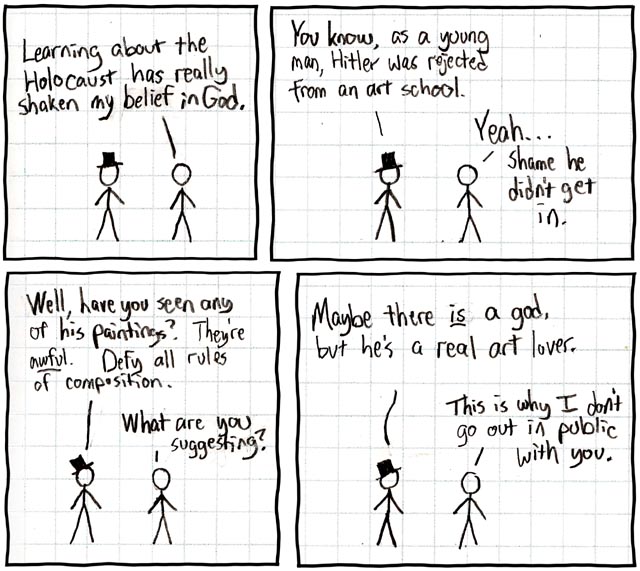 Learning about the
Holocaust has really
shaken my belief in God.
You know, as a young
man, Hitler was rejected
from an art school.
Yeah...
Shame he
didn't get
in.
Well, have you seen any
of his paintings? They're
awful. Defy all rules
of composition.
What are you
suggesting?
Maybe there is a god,
but he's a real art lover.
This is why I don't
go out in public
with you.